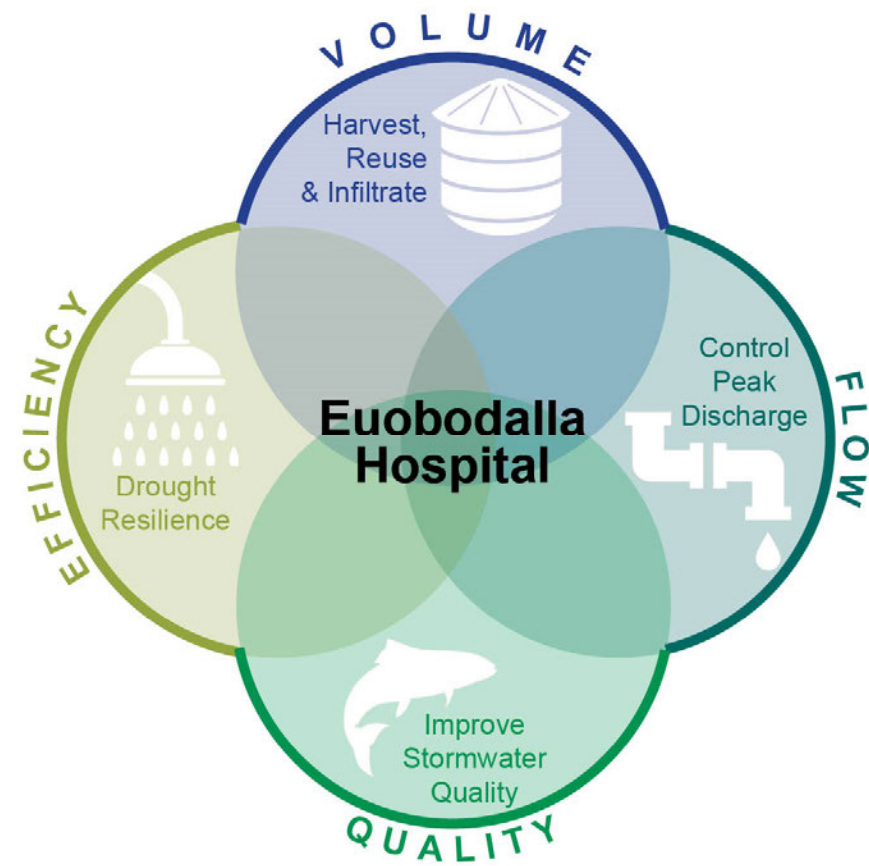 VOLUME
Harvest,
Reuse
& Infiltrate
EFFICIENCY
Drought
Resilience
Euobodalla
Hospital
Control
Peak
Discharge
FLOW
Improve
Stormwater
Quality
QUALITY